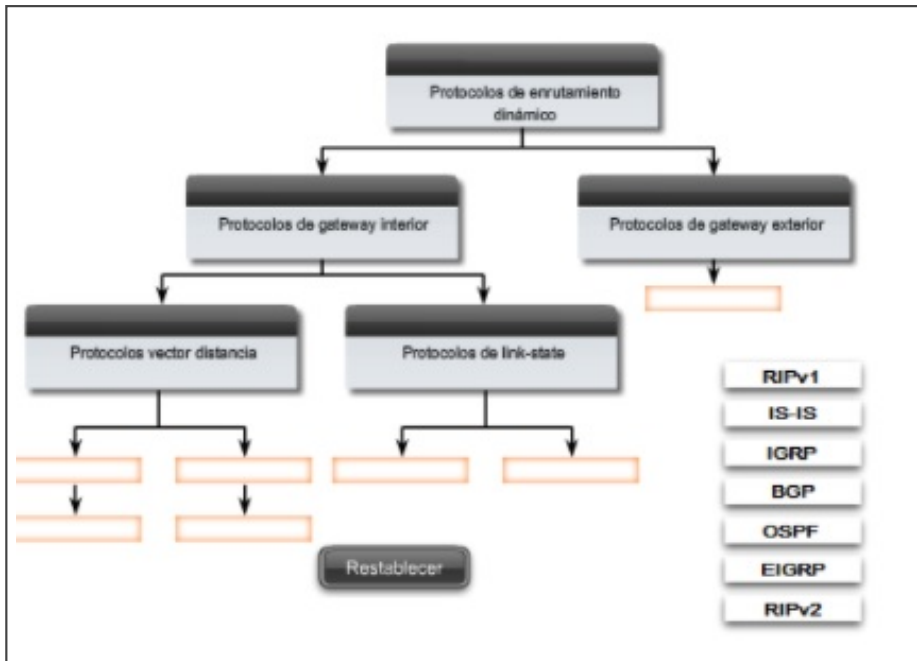 Protocolos de enrutamiento
dinámico
Protocolos de gateway interior
Protocolos de gateway exterior
Protocolos vector distancia
Protocolos de link-state
RIPv1
IS-IS
IGRP
BGP
OSPF
EIGRP
RIPv2
Restablecer